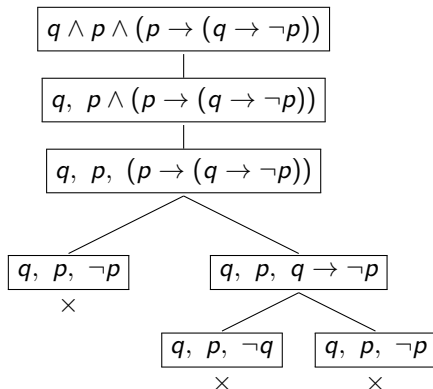 q ∧ p ∧ (p → (q → ¬p))
q, p ∧ (p → (q → ¬p))
q, p, (p → (q → ¬p))
q, p, ¬p q, p, q → ¬p
×
q, p, ¬q q, p, ¬p
× ×